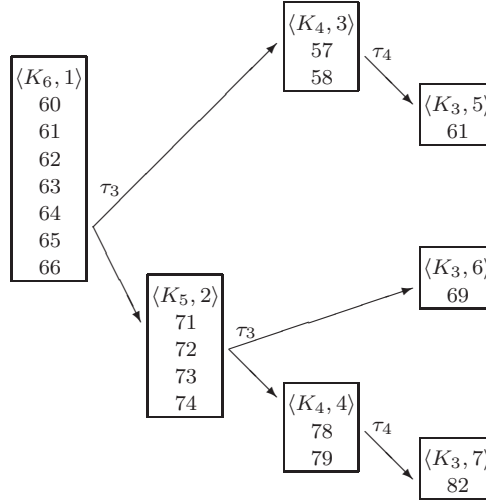 ⟨K₆, 1⟩
60
61
62
63
64
65
66
τ₃
⟨K₄, 3⟩
57
58
τ₄
⟨K₃, 5⟩
61
⟨K₅, 2⟩
71
72
73
74
τ₃
⟨K₃, 6⟩
69
⟨K₄, 4⟩
78
79
τ₄
⟨K₃, 7⟩
82